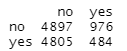 no yes
no 4897 976
yes 4805 484